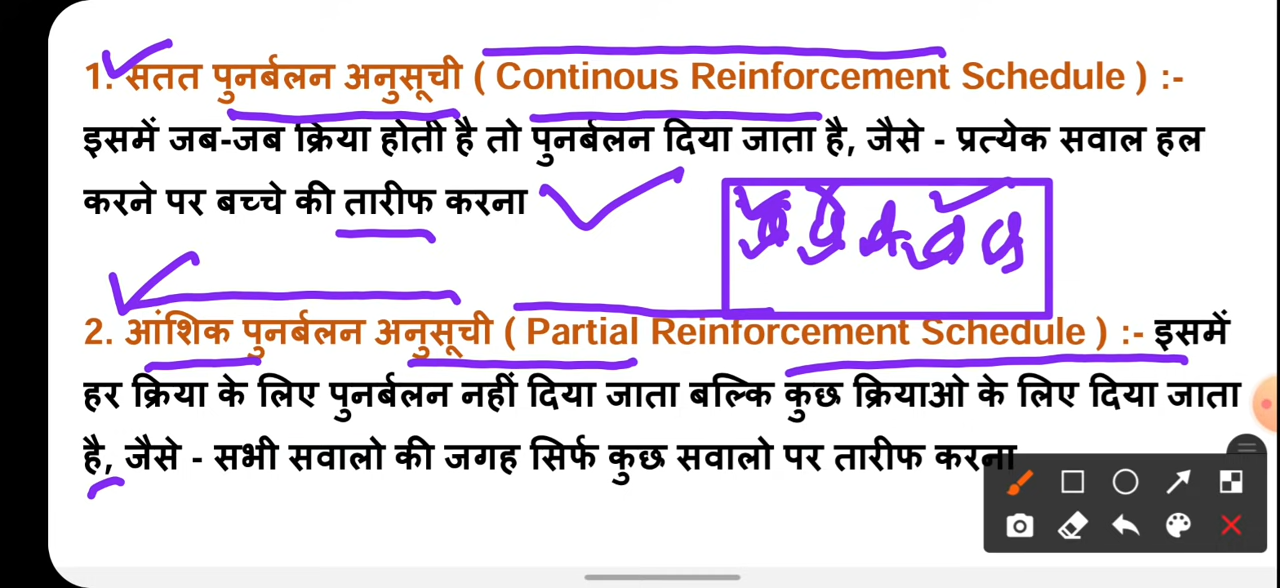 1. सतत पुनर्बलन अनुसूची ( Continous Reinforcement Schedule ) :-
इसमें जब-जब क्रिया होती है तो पुनर्बलन दिया जाता है, जैसे - प्रत्येक सवाल हल
करने पर बच्चे की तारीफ करना
2. आंशिक पुनर्बलन अनुसूची ( Partial Reinforcement Schedule ) :- इसमें
हर क्रिया के लिए पुनर्बलन नहीं दिया जाता बल्कि कुछ क्रियाओ के लिए दिया जाता
है, जैसे - सभी सवालो की जगह सिर्फ कुछ सवालो पर तारीफ करना